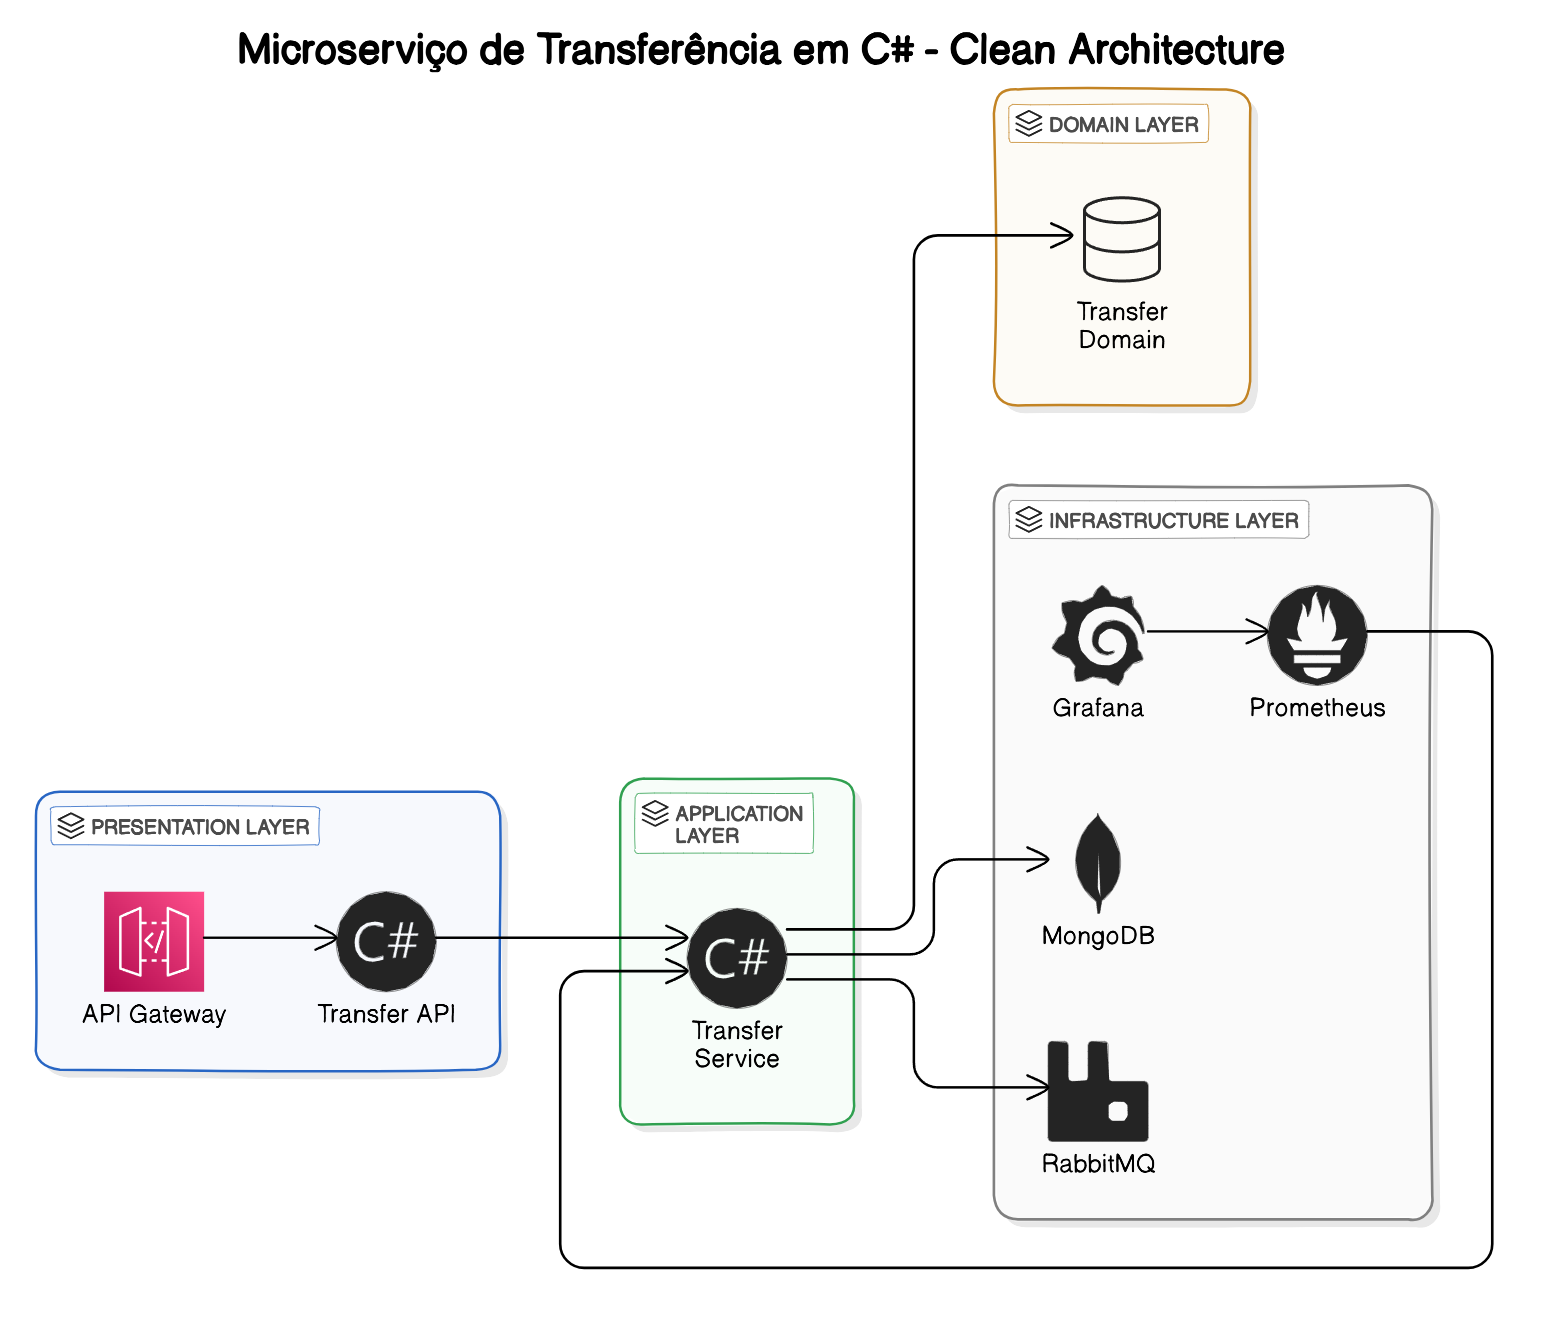 Microserviço de Transferência em C# - Clean Architecture
DOMAIN LAYER
Transfer
Domain
INFRASTRUCTURE LAYER
Grafana
Prometheus
MongoDB
RabbitMQ
PRESENTATION LAYER
</>
API Gateway
C#
Transfer API
APPLICATION
LAYER
C#
Transfer
Service